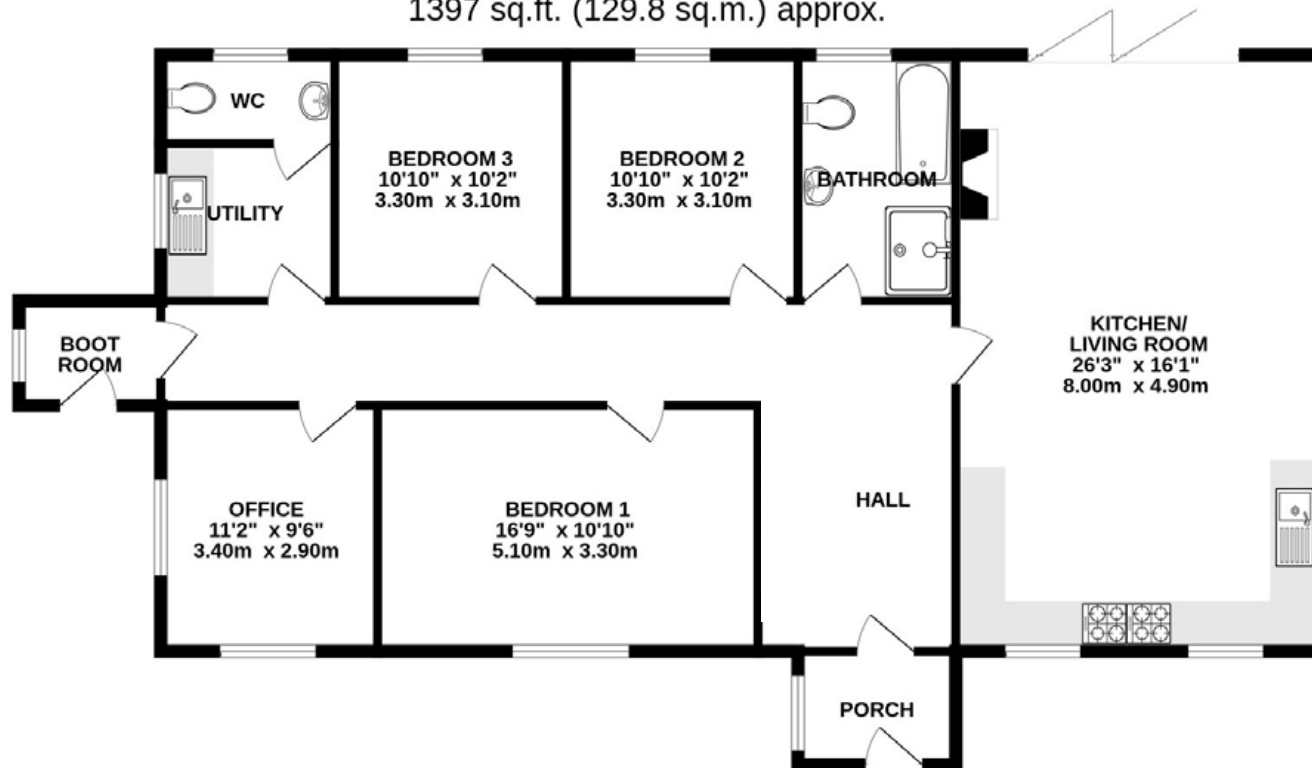 1397 sq.ft. (129.8 sq.m.) approx.
WC
BEDROOM 3
10'10" x 10'2"
3.30m x 3.10m
BEDROOM 2
10'10" x 10'2"
3.30m x 3.10m
BATHROOM
UTILITY
BOOT
ROOM
KITCHEN/
LIVING ROOM
26'3" x 16'1"
8.00m x 4.90m
OFFICE
11'2" x 9'6"
3.40m x 2.90m
BEDROOM 1
16'9" x 10'10"
5.10m x 3.30m
HALL
PORCH